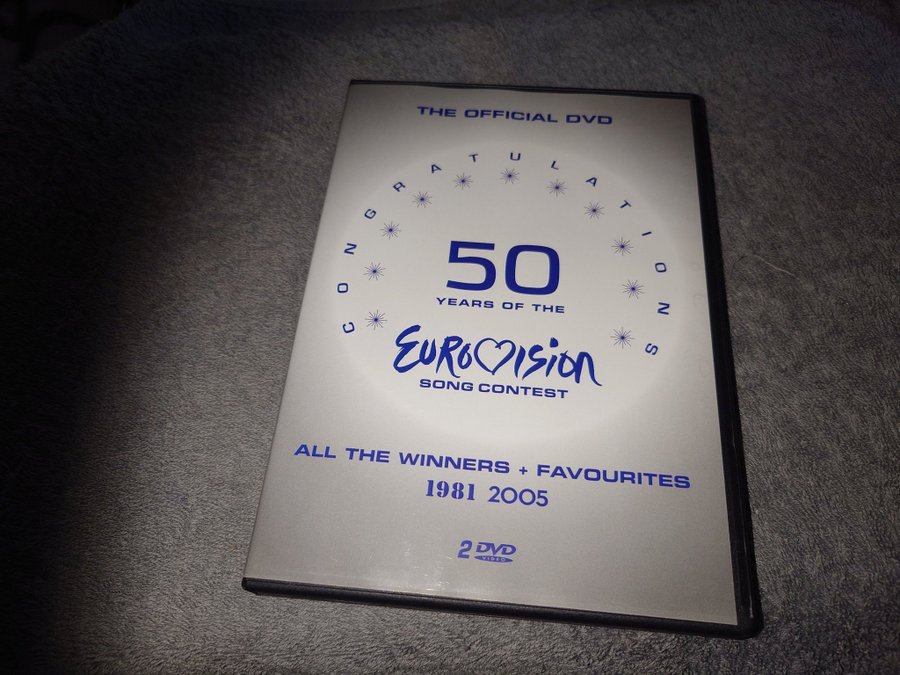 THE OFFICIAL DVD
CONGRATULATIONS
50
YEARS OF THE
EUROVISION
SONG CONTEST
ALL THE WINNERS + FAVOURITES
1981 2005
2 DVD
VIDEO